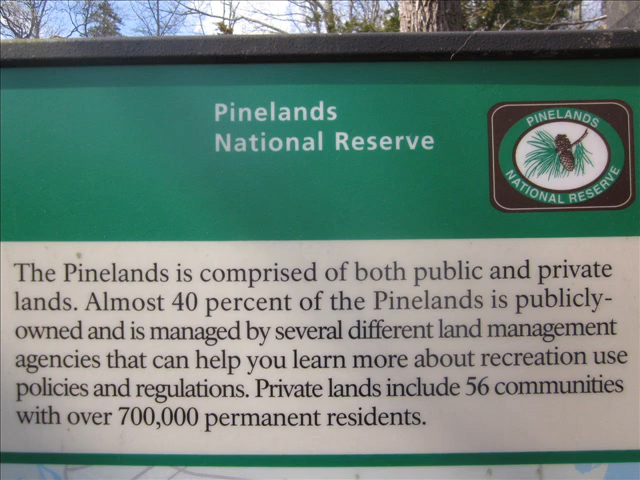 Pinelands
National Reserve
PINELANDS
NATIONAL RESERVE
The Pinelands is comprised of both public and private
lands. Almost 40 percent of the Pinelands is publicly-
owned and is managed by several different land management
agencies that can help you learn more about recreation use
policies and regulations. Private lands include 56 communities
with over 700,000 permanent residents.